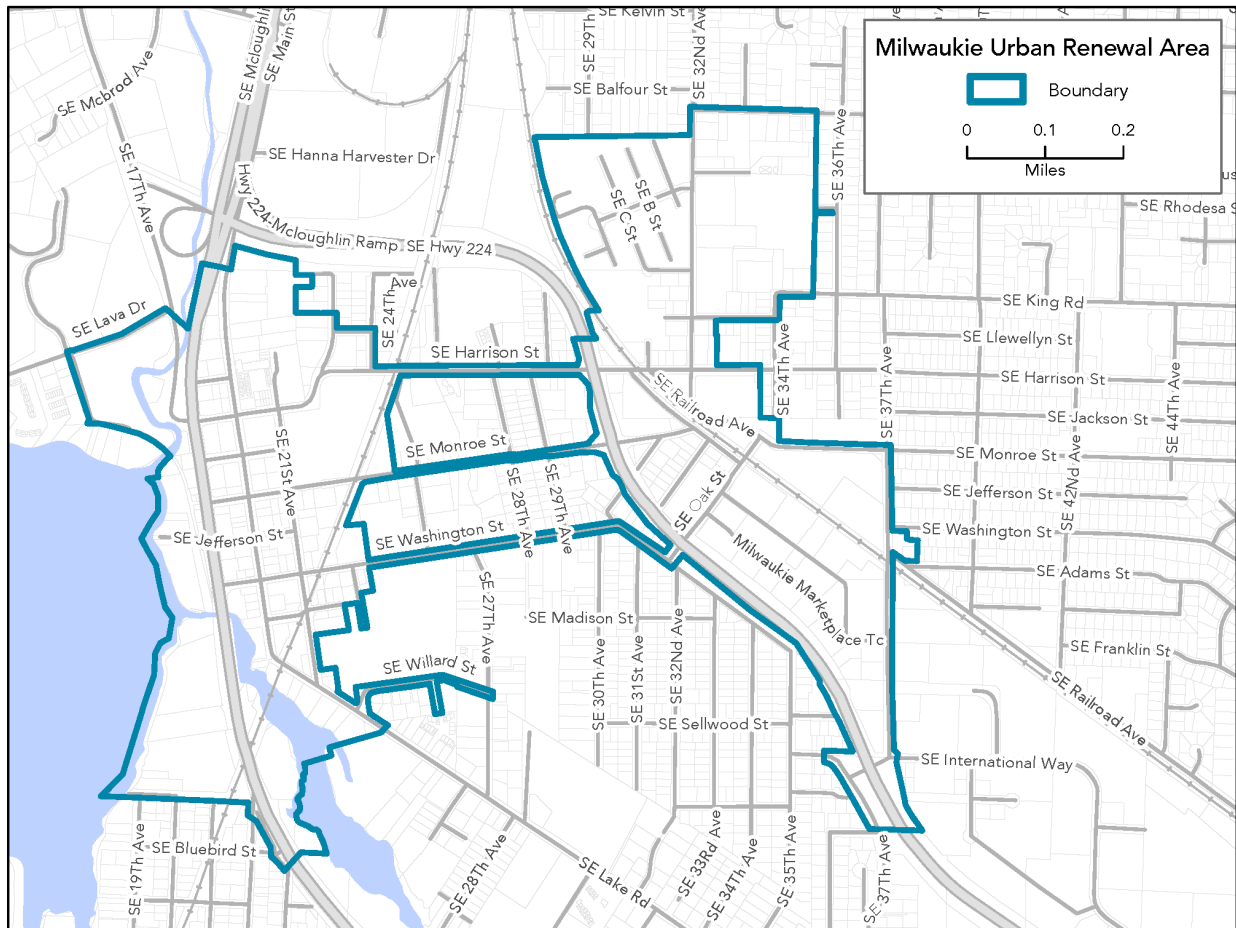 SE Kelvin St
SE Mcloughlin
SE Main St
SE 29Th
SE 32Nd Ave
Milwaukie Urban Renewal Area
Boundary
0 0.1 0.2
Miles
SE Mcbrod Ave
SE Balfour St
SE 36Th Ave
SE Hanna Harvester Dr
SE 17Th Ave
SE B St
SE C St
SE Rhodesa S
Hwy 224-Mcloughlin Ramp
SE Hwy 224
SE 24Th Ave
SE Lava Dr
SE King Rd
SE Llewellyn St
SE Harrison St
SE 34Th Ave
SE Harrison St
SE 37Th Ave
SE Railroad Ave
SE Jackson St
SE 44Th Ave
SE Monroe St
SE 21St Ave
SE Monroe St
SE 42Nd Ave
SE 28Th Ave
SE 29Th Ave
SE Oak St
SE Jefferson St
SE Washington St
SE Washington St
SE Jefferson St
Milwaukie Marketplace Tc
SE Adams St
SE 27Th Ave
SE Madison St
SE Franklin St
SE Willard St
SE 30Th Ave
SE 31St Ave
SE 32Nd Ave
SE Railroad Ave
SE Sellwood St
SE International Way
SE 19Th Ave
SE Bluebird St
SE 28Th Ave
SE Lake Rd
SE 33Rd Ave
SE 34Th Ave
SE 35Th Ave
SE 37Th Ave